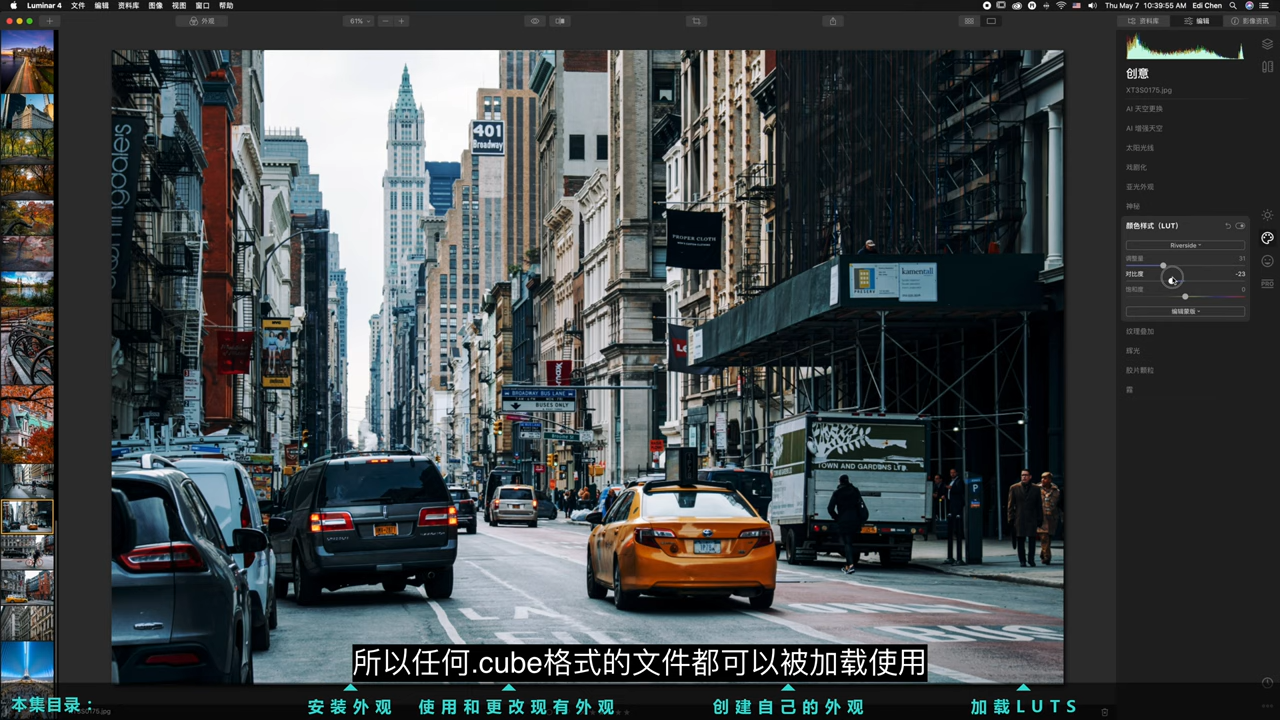 Luminar 4 文件 编辑 资料库 图像 视图 窗口 帮助
Thu May 7 10:39:55 AM Edi Chen
外观
61%
资料库 编辑 影像资讯
创意
XT3S0175.jpg
AI 天空更换
AI 增强天空
太阳光线
戏剧化
亚光外观
神秘
颜色样式（LUT）
Riverside
调整量 31
对比度 -23
饱和度 0
编辑蒙版
纹理叠加
辉光
胶片颗粒
雾
401
Broadway
PROPER CLOTH
kamentall
BROADWAY BUS LANE
BUSES ONLY
TOWN AND GARDENS LTD.
P
ONLY
BUS
所以任何.cube格式的文件都可以被加载使用
本集目录：
安装外观 使用和更改现有外观 创建自己的外观 加载LUTS